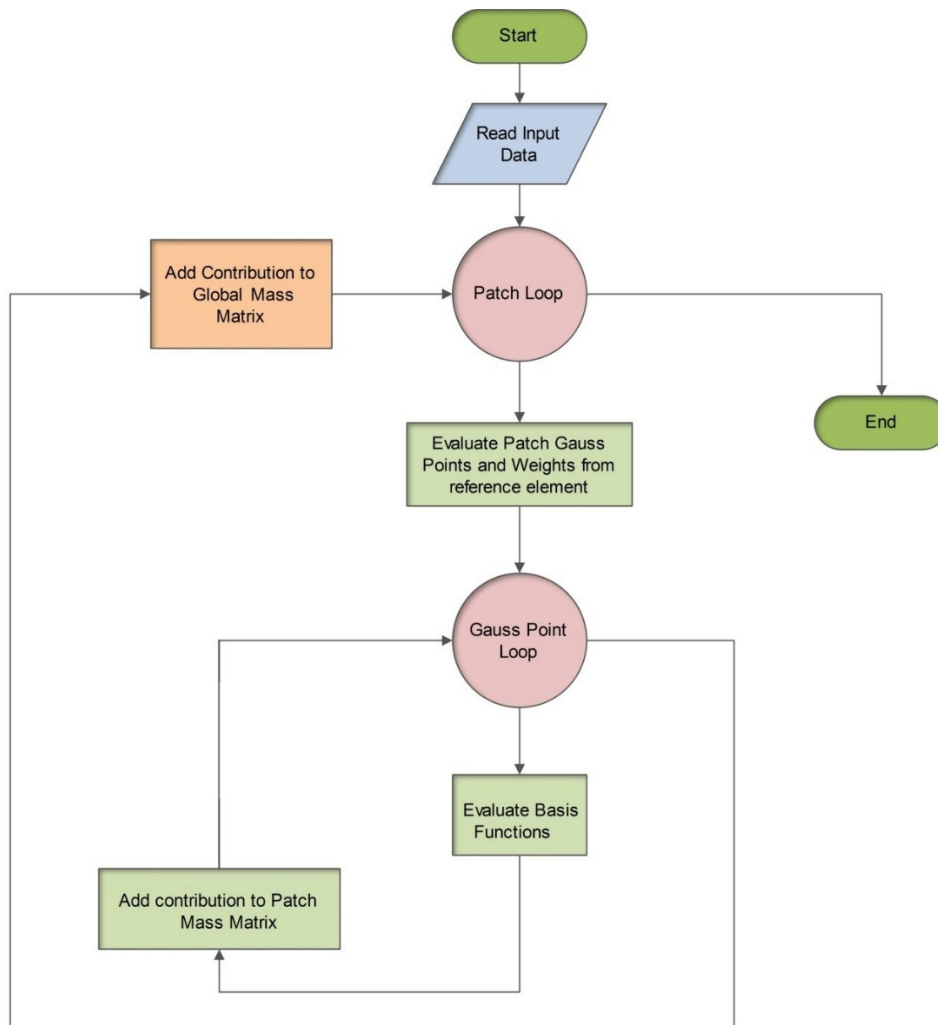 Start
Read Input
Data
Add Contribution to
Global Mass
Matrix
Patch Loop
End
Evaluate Patch Gauss
Points and Weights from
reference element
Gauss Point
Loop
Evaluate Basis
Functions
Add contribution to Patch
Mass Matrix